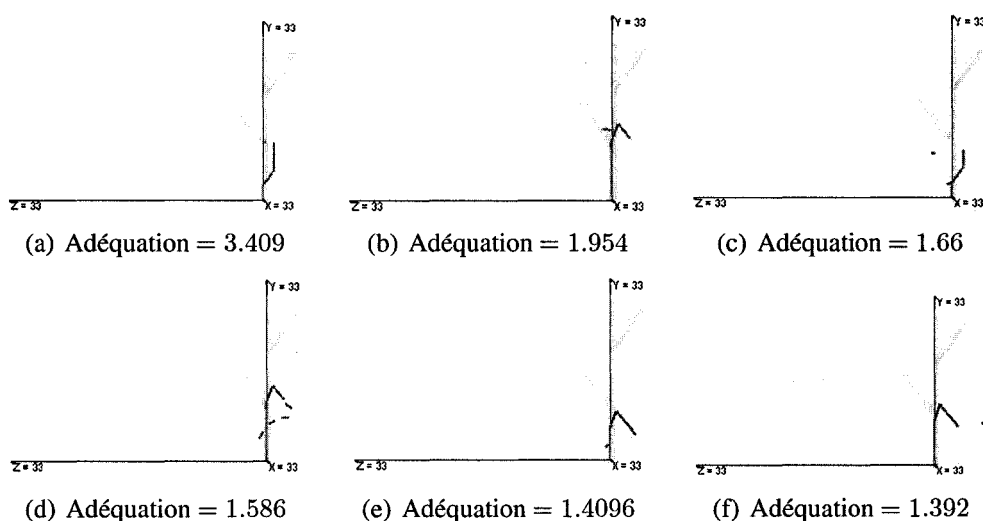 Y = 33
Z = 33
X = 33
(a) Adéquation = 3.409
Y = 33
Z = 33
X = 33
(b) Adéquation = 1.954
Y = 33
Z = 33
X = 33
(c) Adéquation = 1.66
Y = 33
Z = 33
X = 33
(d) Adéquation = 1.586
Y = 33
Z = 33
X = 33
(e) Adéquation = 1.4096
Y = 33
Z = 33
X = 33
(f) Adéquation = 1.392